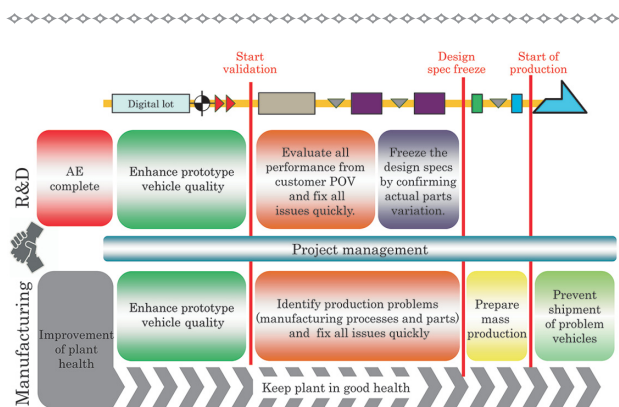 Start
validation
Design
spec freeze
Start of
production
Digital lot
R&D
AE
complete
Enhance prototype
vehicle quality
Evaluate all
performance from
customer POV
and fix all
issues quickly.
Freeze the
design specs
by confirming
actual parts
variation.
Project management
Manufacturing
Improvement
of plant
health
Enhance prototype
vehicle quality
Identify production problems
(manufacturing processes and parts)
and fix all issues quickly
Prepare
mass
production
Prevent
shipment
of problem
vehicles
Keep plant in good health